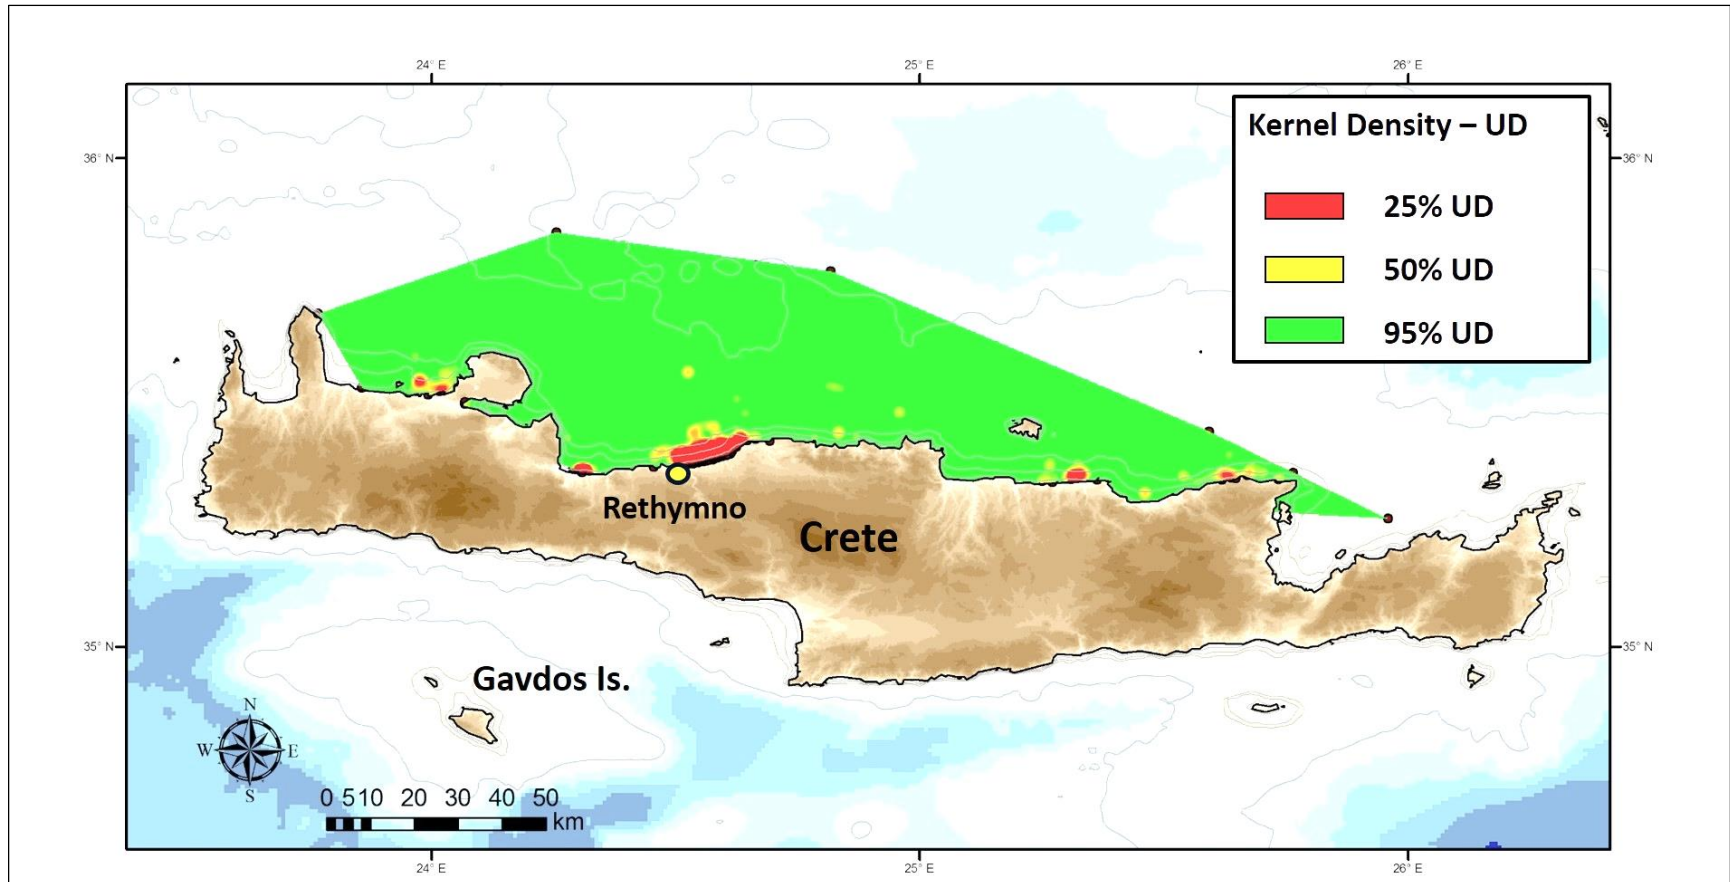 24° E 25° E 26° E
Kernel Density – UD
36° N 36° N
25% UD
50% UD
95% UD
Rethymno
Crete
35° N 35° N
Gavdos Is.
N
W E
S
0 5 10 20 30 40 50
km
24° E 25° E 26° E